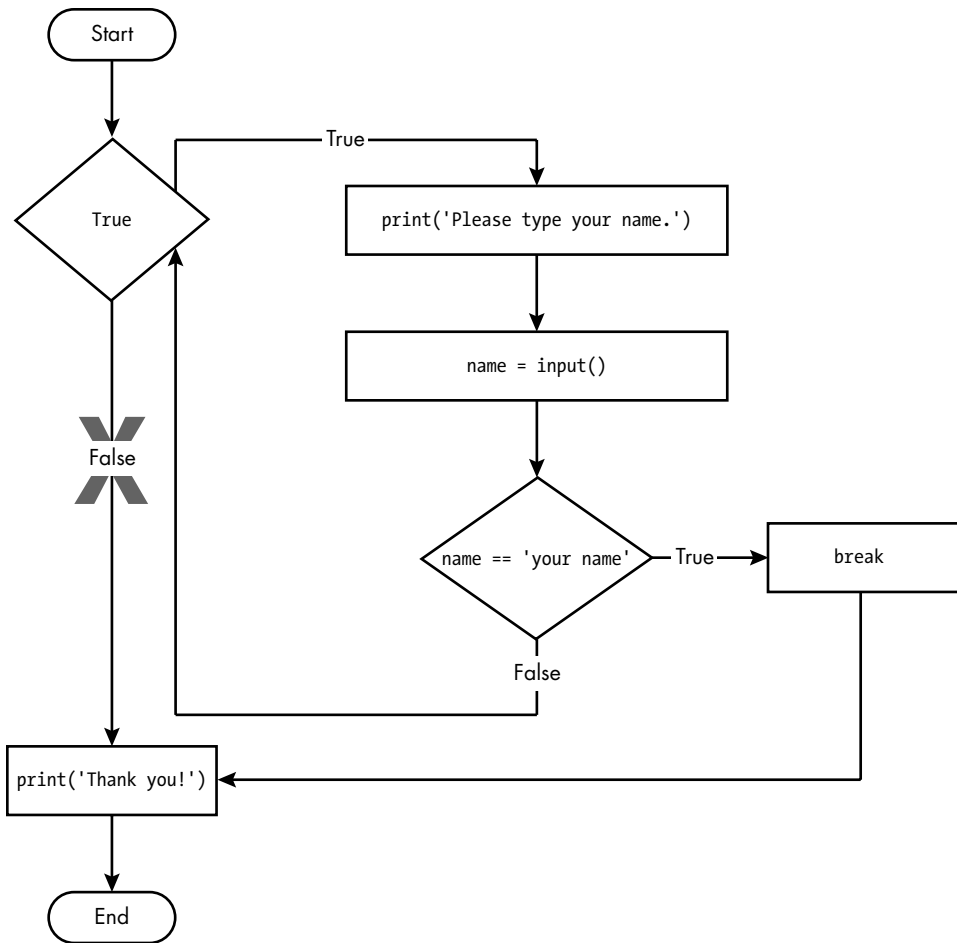 Start
True
True
print('Please type your name.')
name = input()
False
name == 'your name'
True
break
False
print('Thank you!')
End